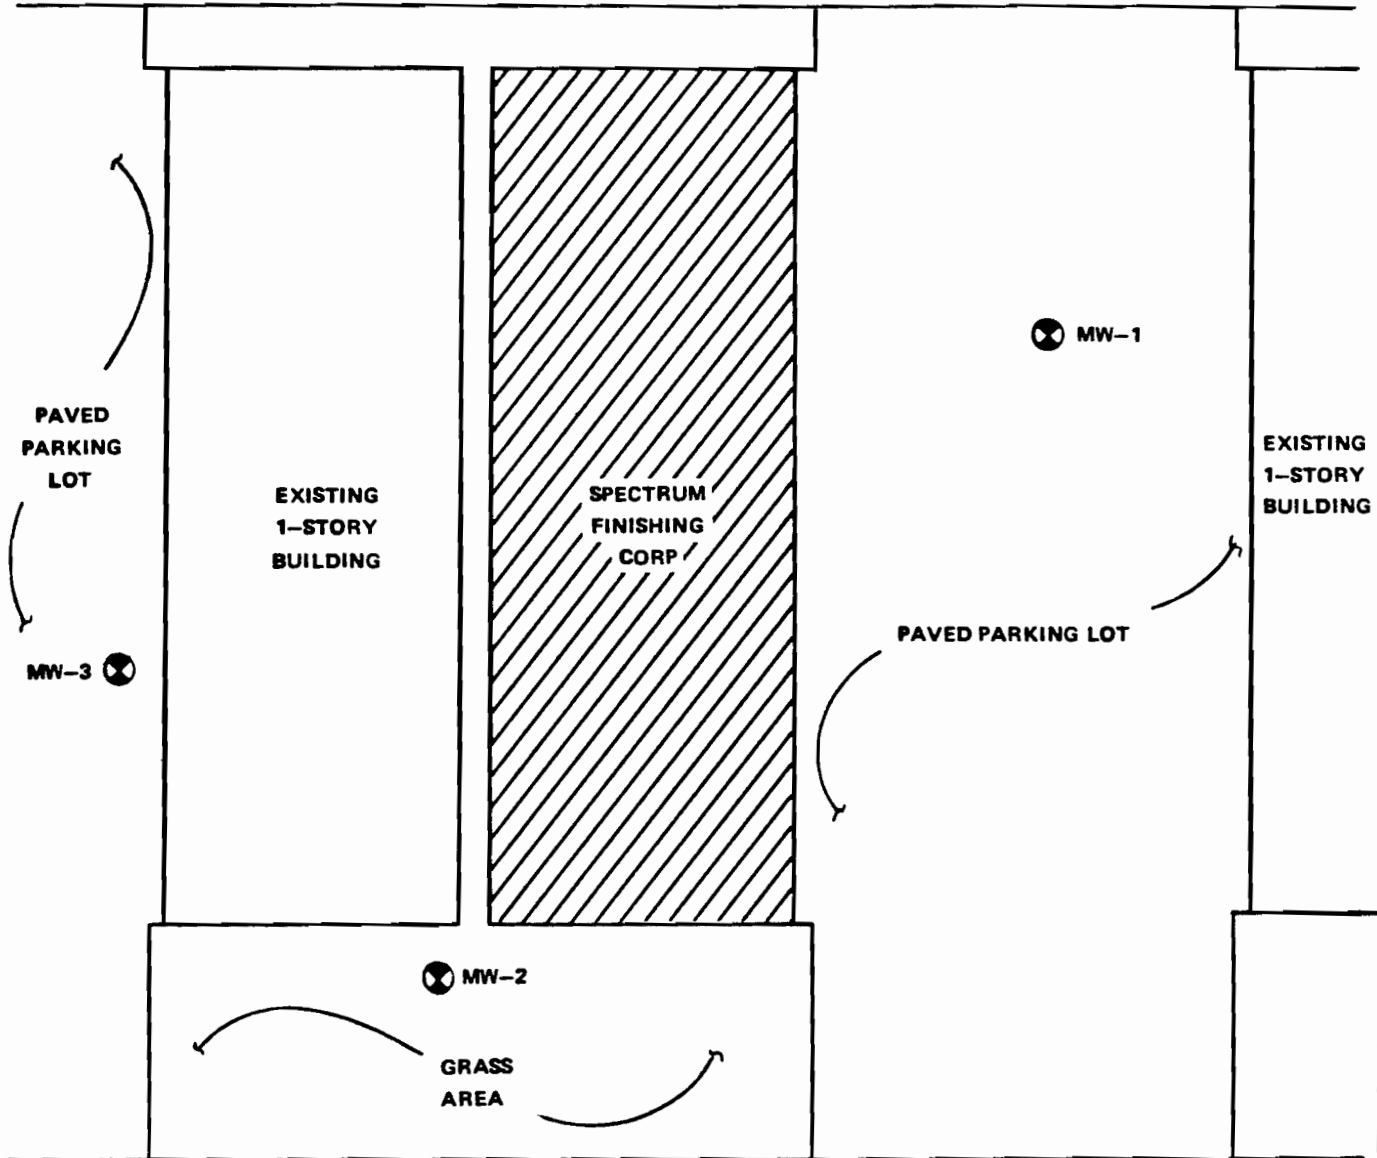 MW–1
PAVED
PARKING
LOT
EXISTING
1–STORY
BUILDING
EXISTING
1–STORY
BUILDING
SPECTRUM
FINISHING
CORP
PAVED PARKING LOT
MW–3
MW–2
GRASS
AREA